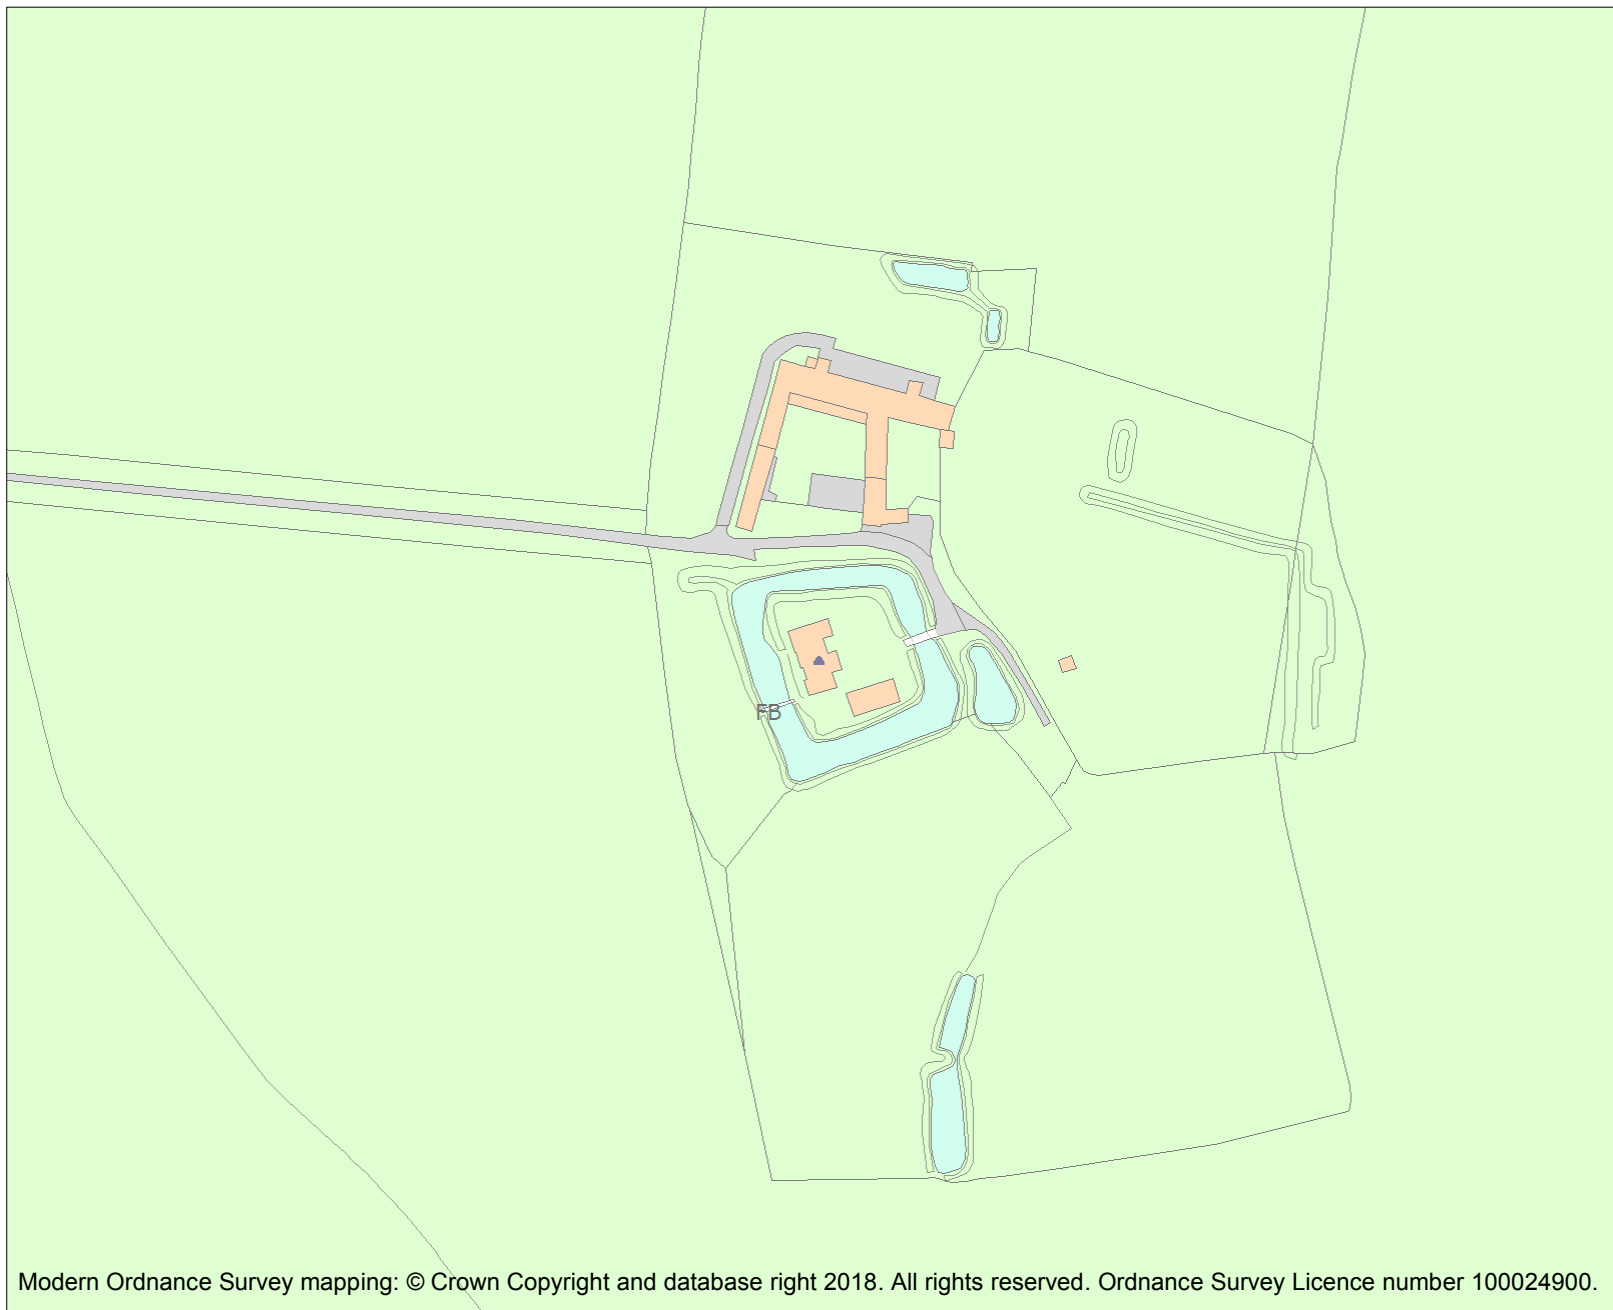 FB
Modern Ordnance Survey mapping: © Crown Copyright and database right 2018. All rights reserved. Ordnance Survey Licence number 100024900.